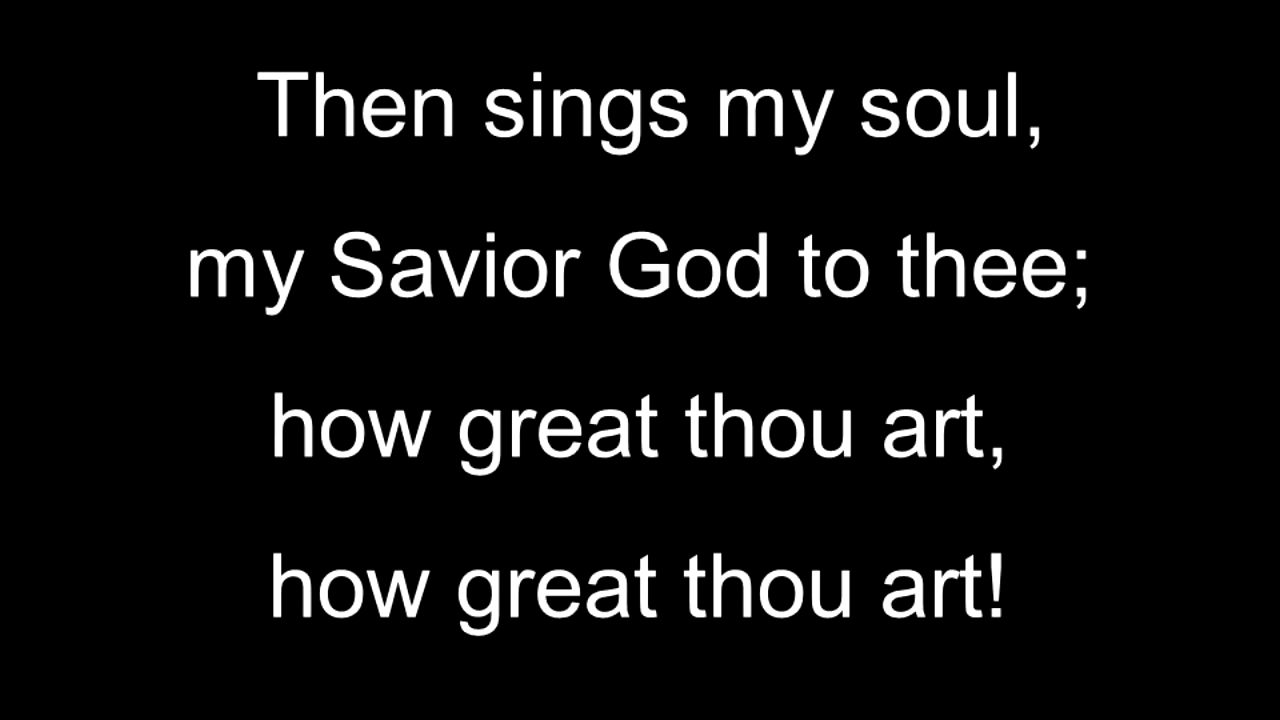 Then sings my soul,
my Savior God to thee;
how great thou art,
how great thou art!